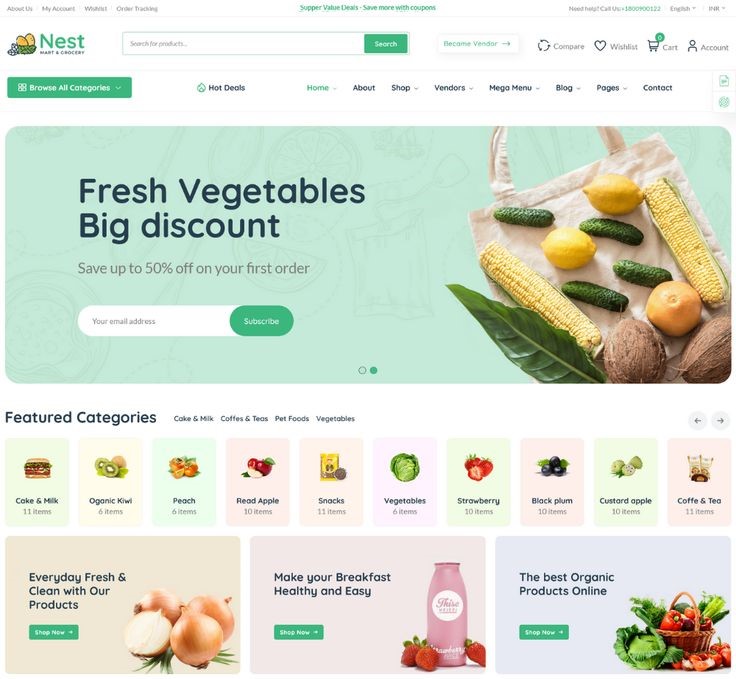 About Us My Account Wishlist Order Tracking
Supper Value Deals - Save more with coupons
Need help? Call Us: +1800900122 English INR
Nest
MART & GROCERY
Search for products...
Search
Became Vendor
Compare Wishlist 0 Cart Account
Browse All Categories
Hot Deals
Home About Shop Vendors Mega Menu Blog Pages Contact
Fresh Vegetables
Big discount
Save up to 50% off on your first order
Your email address
Subscribe
Featured Categories
Cake & Milk Coffes & Teas Pet Foods Vegetables
Cake & Milk
11 items
Oganic Kiwi
6 items
Peach
6 items
Read Apple
10 items
Snacks
11 items
Vegetables
6 items
Strawberry
10 items
Black plum
10 items
Custard apple
10 items
Coffe & Tea
11 items
Everyday Fresh &
Clean with Our
Products
Shop Now
Make your Breakfast
Healthy and Easy
Shop Now
Thise
The best Organic
Products Online
Shop Now